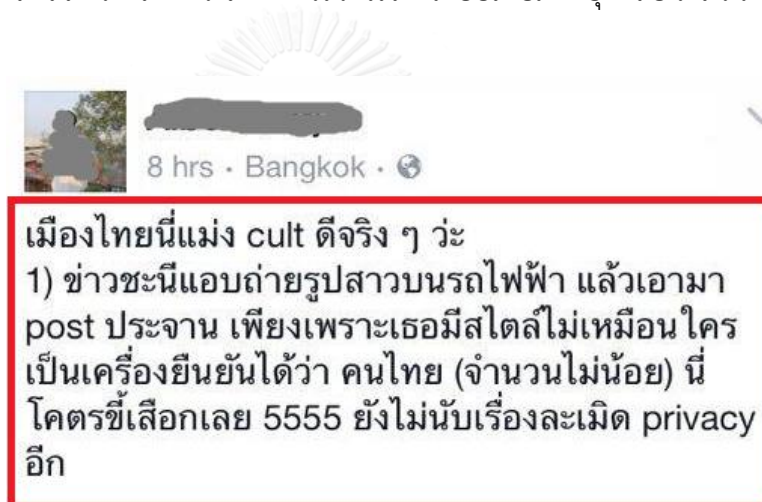 8 hrs · Bangkok ·
เมืองไทยนี่แม่ง cult ดีจริง ๆ ว่ะ
1) ข่าวชะนีแอบถ่ายรูปสาวบนรถไฟฟ้า แล้วเอามา
post ประจาน เพียงเพราะเธอมีสไตล์ไม่เหมือนใคร
เป็นเครื่องยืนยันได้ว่า คนไทย (จำนวนไม่น้อย) นี่
โคตรขี้เสือกเลย 5555 ยังไม่นับเรื่องละเมิด privacy
อีก